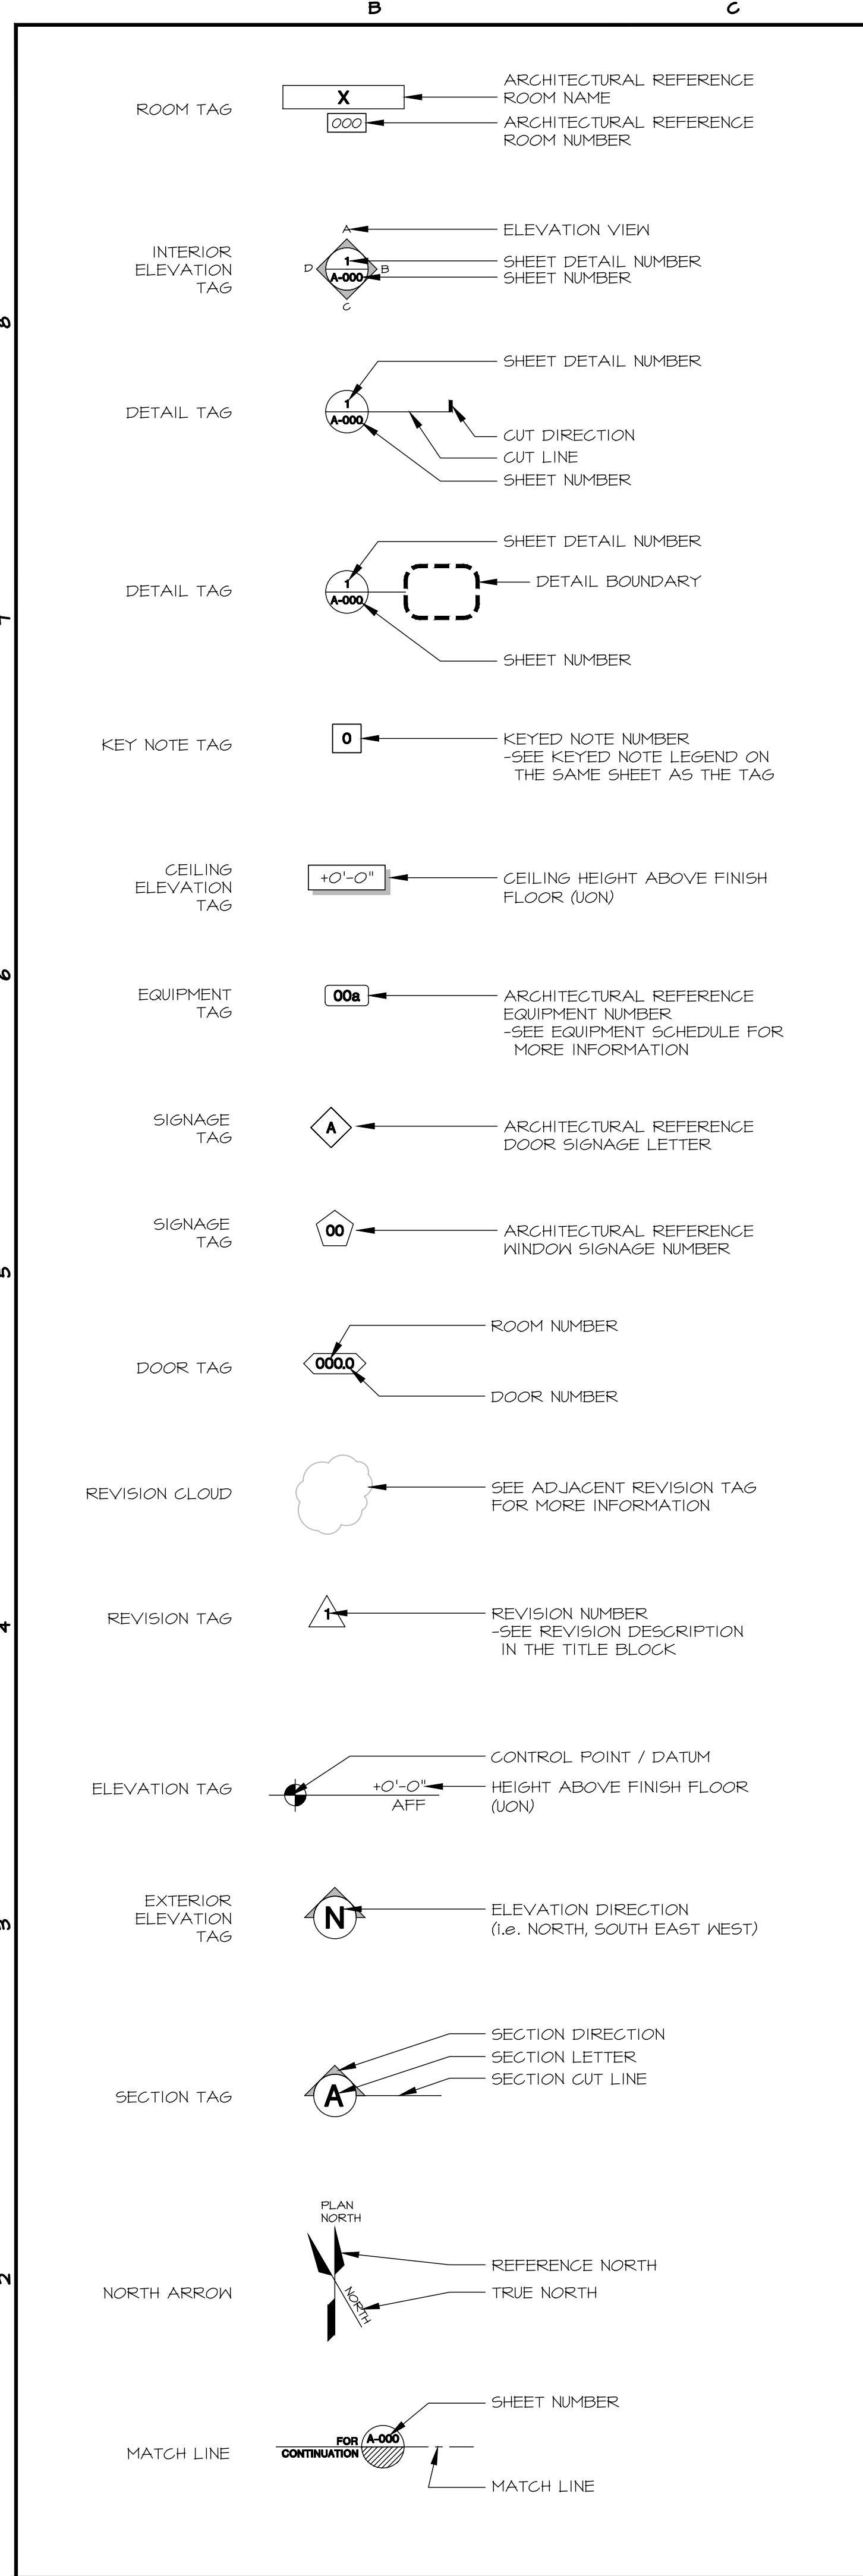 B
C
ROOM TAG
X
000
ARCHITECTURAL REFERENCE
ROOM NAME
ARCHITECTURAL REFERENCE
ROOM NUMBER
INTERIOR
ELEVATION
TAG
A
D
B
C
1
A-000
ELEVATION VIEW
SHEET DETAIL NUMBER
SHEET NUMBER
8
DETAIL TAG
1
A-000
SHEET DETAIL NUMBER
CUT DIRECTION
CUT LINE
SHEET NUMBER
DETAIL TAG
1
A-000
SHEET DETAIL NUMBER
DETAIL BOUNDARY
SHEET NUMBER
7
KEY NOTE TAG
0
KEYED NOTE NUMBER
-SEE KEYED NOTE LEGEND ON
THE SAME SHEET AS THE TAG
CEILING
ELEVATION
TAG
+0'-0"
CEILING HEIGHT ABOVE FINISH
FLOOR (UON)
6
EQUIPMENT
TAG
00a
ARCHITECTURAL REFERENCE
EQUIPMENT NUMBER
-SEE EQUIPMENT SCHEDULE FOR
MORE INFORMATION
SIGNAGE
TAG
A
ARCHITECTURAL REFERENCE
DOOR SIGNAGE LETTER
SIGNAGE
TAG
00
ARCHITECTURAL REFERENCE
WINDOW SIGNAGE NUMBER
5
DOOR TAG
000.0
ROOM NUMBER
DOOR NUMBER
REVISION CLOUD
SEE ADJACENT REVISION TAG
FOR MORE INFORMATION
REVISION TAG
1
REVISION NUMBER
-SEE REVISION DESCRIPTION
IN THE TITLE BLOCK
4
ELEVATION TAG
+0'-0"
AFF
CONTROL POINT / DATUM
HEIGHT ABOVE FINISH FLOOR
(UON)
EXTERIOR
ELEVATION
TAG
N
ELEVATION DIRECTION
(i.e. NORTH, SOUTH EAST WEST)
3
SECTION TAG
A
SECTION DIRECTION
SECTION LETTER
SECTION CUT LINE
NORTH ARROW
PLAN
NORTH
NORTH
REFERENCE NORTH
TRUE NORTH
2
MATCH LINE
FOR
CONTINUATION
A-000
SHEET NUMBER
MATCH LINE